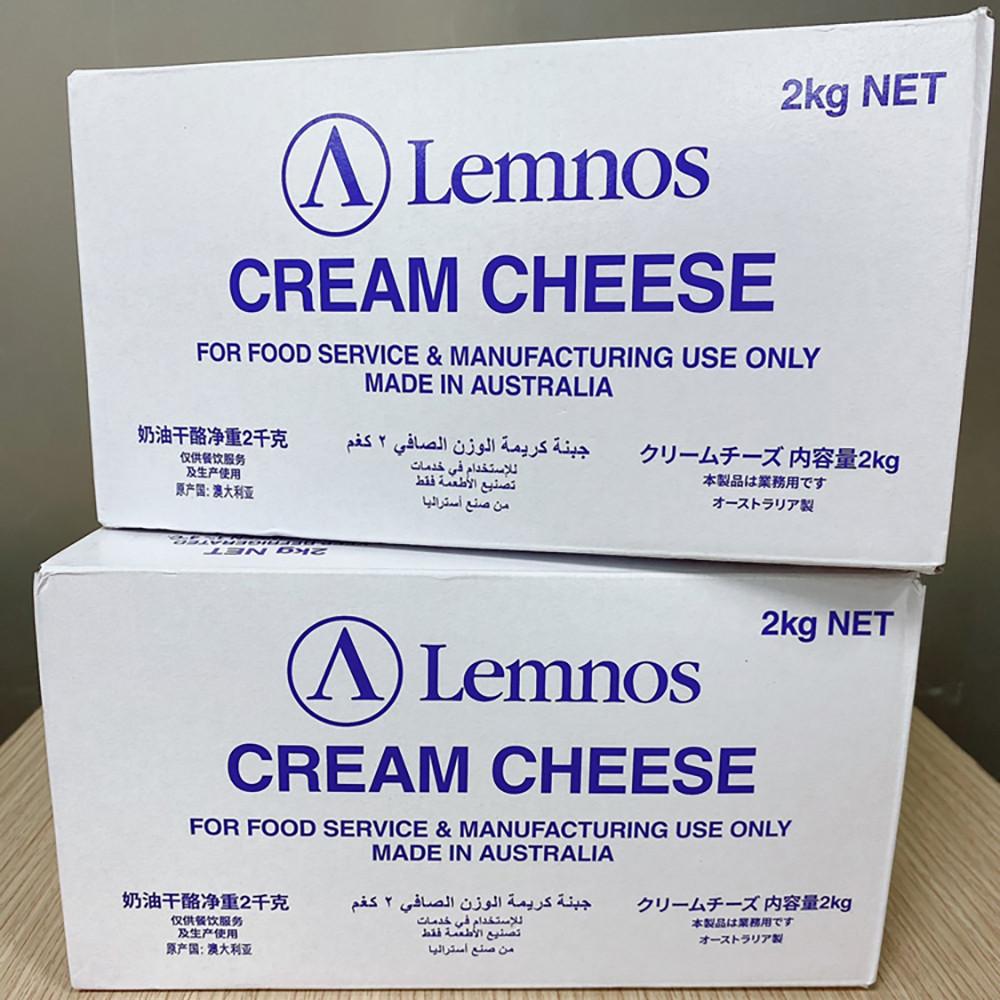 2kg NET
Λ Lemnos
CREAM CHEESE
FOR FOOD SERVICE & MANUFACTURING USE ONLY
MADE IN AUSTRALIA
奶油干酪净重2千克
仅供餐饮服务
及生产使用
原产国: 澳大利亚
جبنة كريمة الوزن الصافي ٢ كغم
للإستخدام في خدمات
تصنيع الأطعمة فقط
من صنع أستراليا
クリームチーズ 内容量2kg
本製品は業務用です
オーストラリア製
2kg NET
2kg NET
Λ Lemnos
CREAM CHEESE
FOR FOOD SERVICE & MANUFACTURING USE ONLY
MADE IN AUSTRALIA
奶油干酪净重2千克
仅供餐饮服务
及生产使用
原产国: 澳大利亚
جبنة كريمة الوزن الصافي ٢ كغم
للإستخدام في خدمات
تصنيع الأطعمة فقط
من صنع أستراليا
クリームチーズ 内容量2kg
本製品は業務用です
オーストラリア製